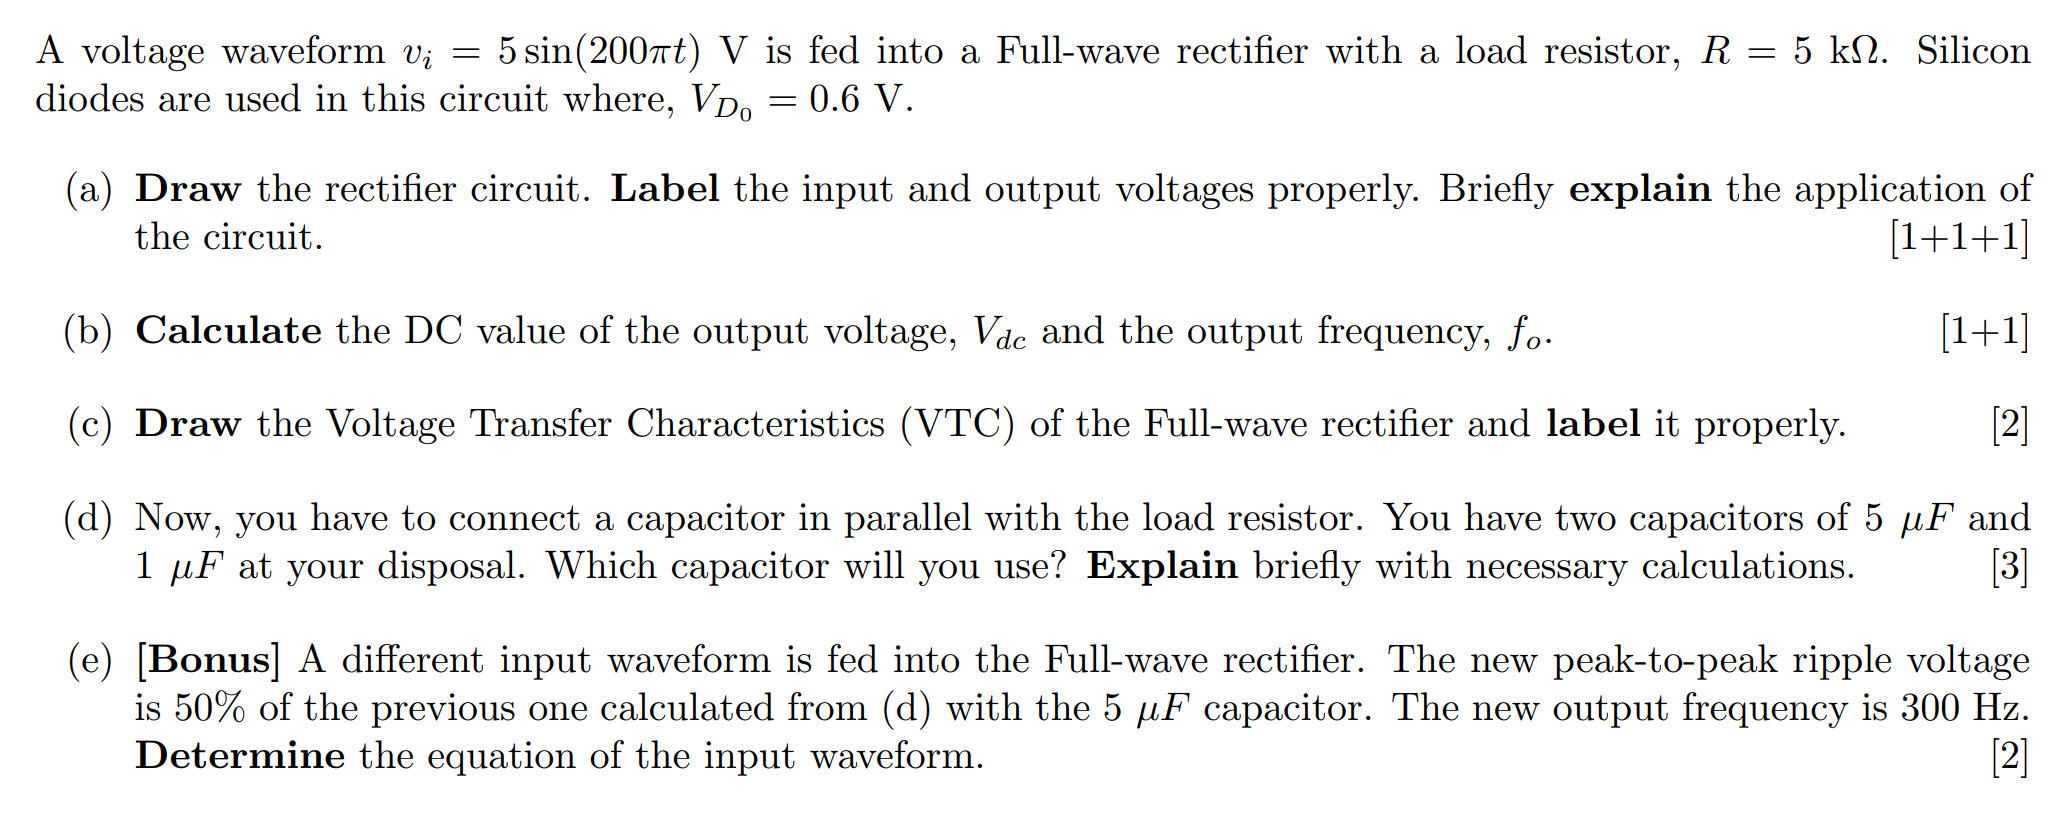 A voltage waveform $v_i = 5\sin(200\pi t)$ V is fed into a Full-wave rectifier with a load resistor, $R = 5$ kΩ. Silicon
diodes are used in this circuit where, $V_{D_0} = 0.6$ V.
(a) Draw the rectifier circuit. Label the input and output voltages properly. Briefly explain the application of
the circuit. [1+1+1]
(b) Calculate the DC value of the output voltage, $V_{dc}$ and the output frequency, $f_o$. [1+1]
(c) Draw the Voltage Transfer Characteristics (VTC) of the Full-wave rectifier and label it properly. [2]
(d) Now, you have to connect a capacitor in parallel with the load resistor. You have two capacitors of 5 $\mu F$ and
1 $\mu F$ at your disposal. Which capacitor will you use? Explain briefly with necessary calculations. [3]
(e) [Bonus] A different input waveform is fed into the Full-wave rectifier. The new peak-to-peak ripple voltage
is 50% of the previous one calculated from (d) with the 5 $\mu F$ capacitor. The new output frequency is 300 Hz.
Determine the equation of the input waveform. [2]